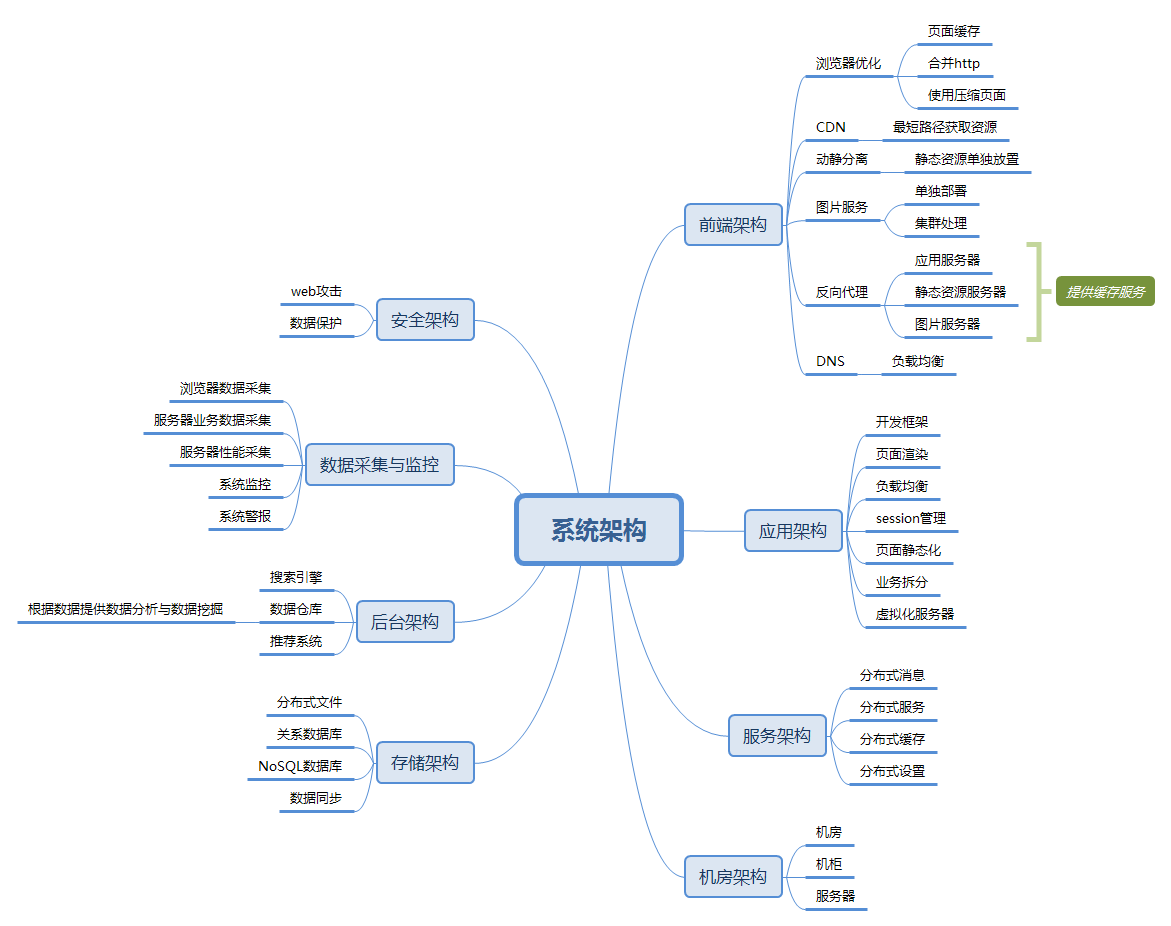 系统架构
前端架构
浏览器优化
页面缓存
合并http
使用压缩页面
CDN
最短路径获取资源
动静分离
静态资源单独放置
图片服务
单独部署
集群处理
反向代理
应用服务器
静态资源服务器
图片服务器
提供缓存服务
DNS
负载均衡
应用架构
开发框架
页面渲染
负载均衡
session管理
页面静态化
业务拆分
虚拟化服务器
服务架构
分布式消息
分布式服务
分布式缓存
分布式设置
机房架构
机房
机柜
服务器
安全架构
web攻击
数据保护
数据采集与监控
浏览器数据采集
服务器业务数据采集
服务器性能采集
系统监控
系统警报
后台架构
搜索引擎
数据仓库
根据数据提供数据分析与数据挖掘
推荐系统
存储架构
分布式文件
关系数据库
NoSQL数据库
数据同步